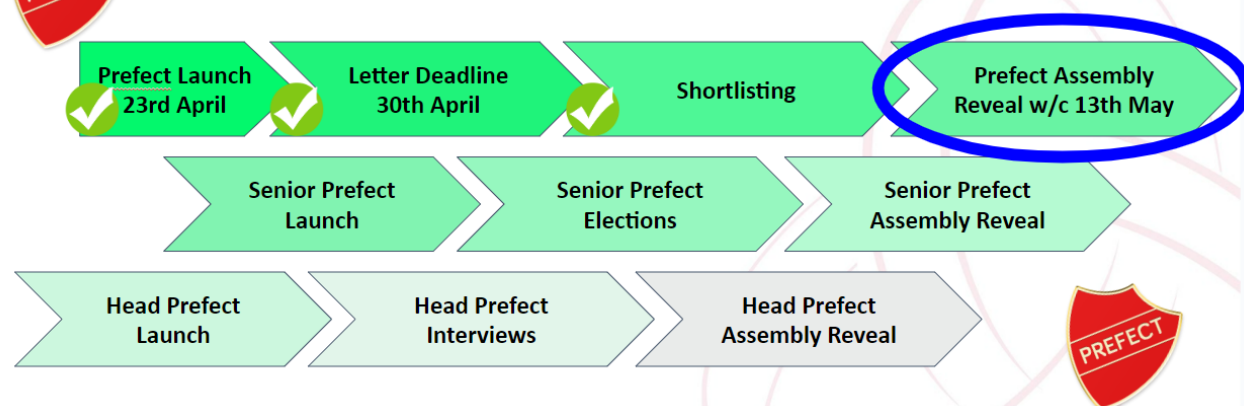 Prefect Launch
23rd April
Letter Deadline
30th April
Shortlisting
Prefect Assembly
Reveal w/c 13th May
Senior Prefect
Launch
Senior Prefect
Elections
Senior Prefect
Assembly Reveal
Head Prefect
Launch
Head Prefect
Interviews
Head Prefect
Assembly Reveal
PREFECT